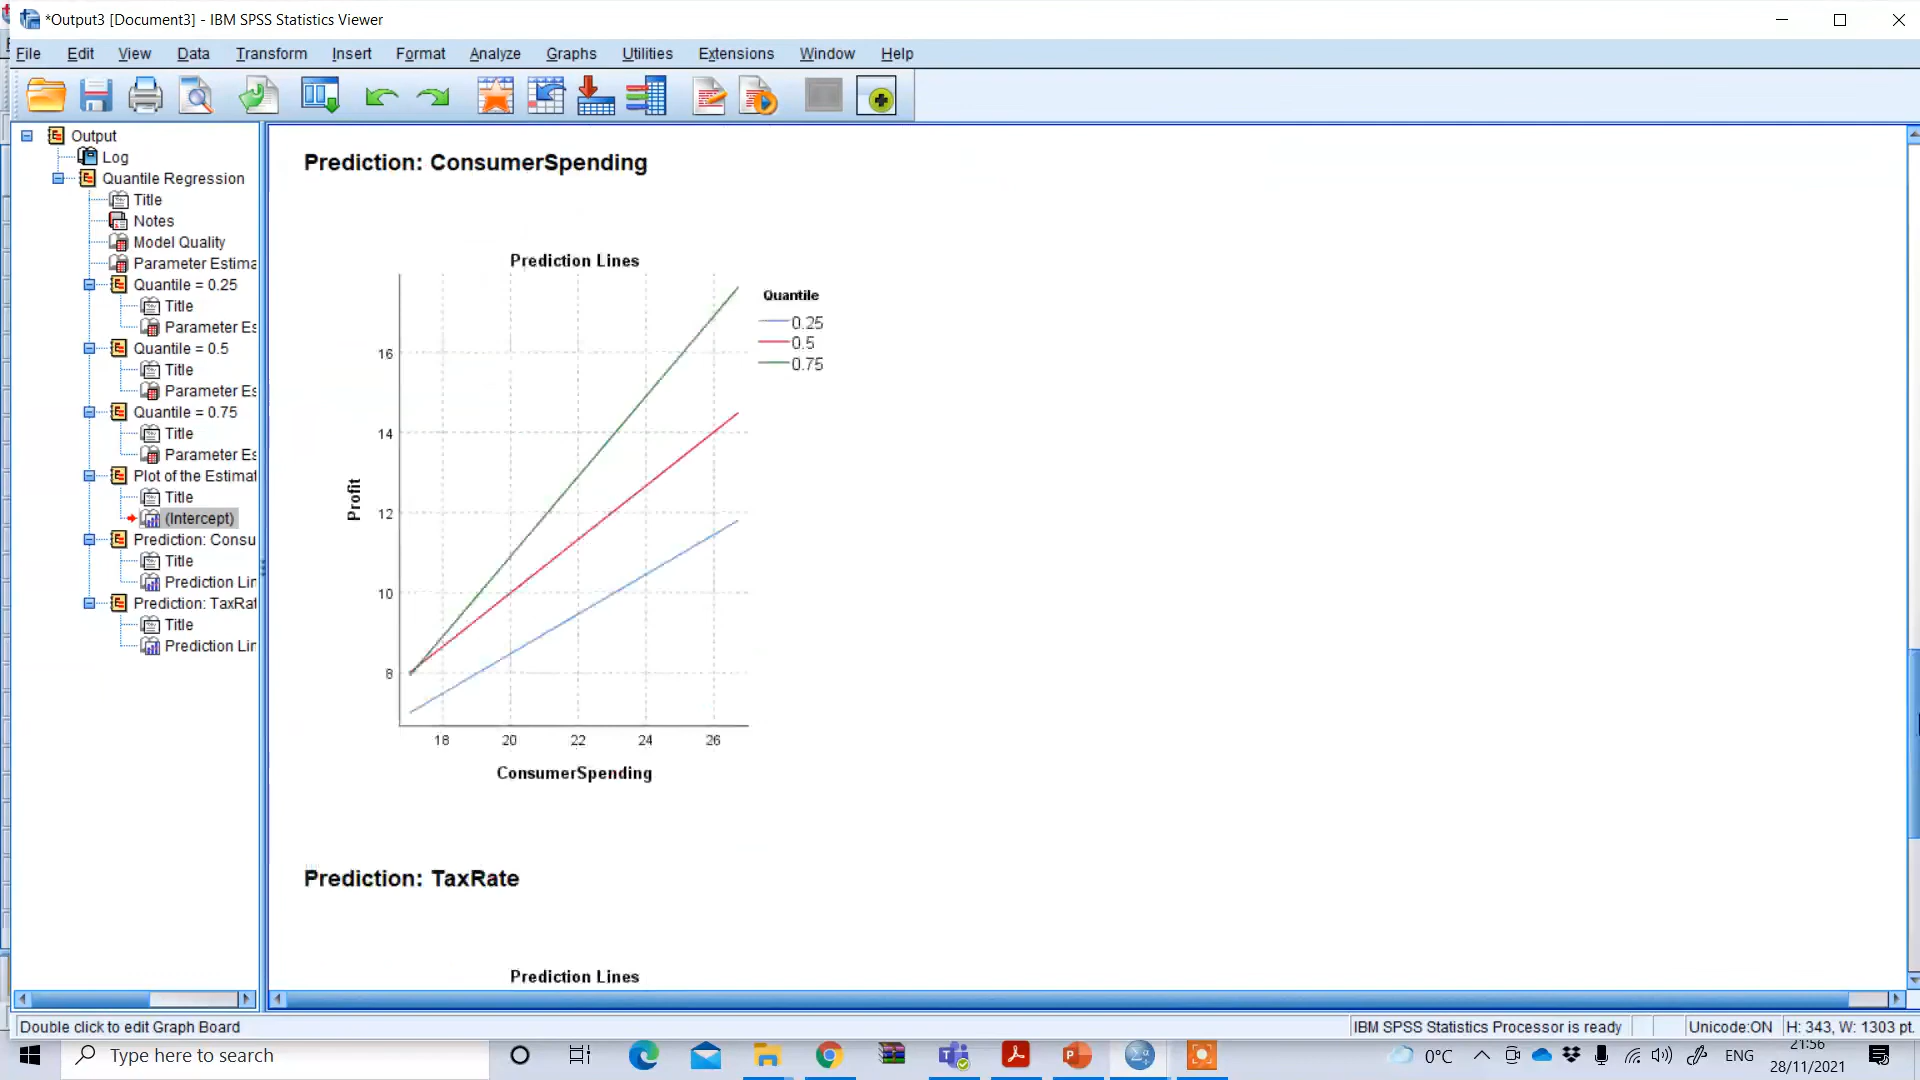 *Output3 [Document3] - IBM SPSS Statistics Viewer
File Edit View Data Transform Insert Format Analyze Graphs Utilities Extensions Window Help
Output
Log
Quantile Regression
Title
Notes
Model Quality
Parameter Estima
Quantile = 0.25
Title
Parameter Es
Quantile = 0.5
Title
Parameter Es
Quantile = 0.75
Title
Parameter Es
Plot of the Estimat
Title
(Intercept)
Prediction: Consu
Title
Prediction Lin
Prediction: TaxRat
Title
Prediction Lin
Prediction: ConsumerSpending
Prediction Lines
Quantile
0.25
0.5
0.75
16
14
12
10
8
Profit
18 20 22 24 26
ConsumerSpending
Prediction: TaxRate
Prediction Lines
Double click to edit Graph Board
IBM SPSS Statistics Processor is ready
Unicode:ON
H: 343, W: 1303 pt.
Type here to search
0°C
ENG
21:56
28/11/2021